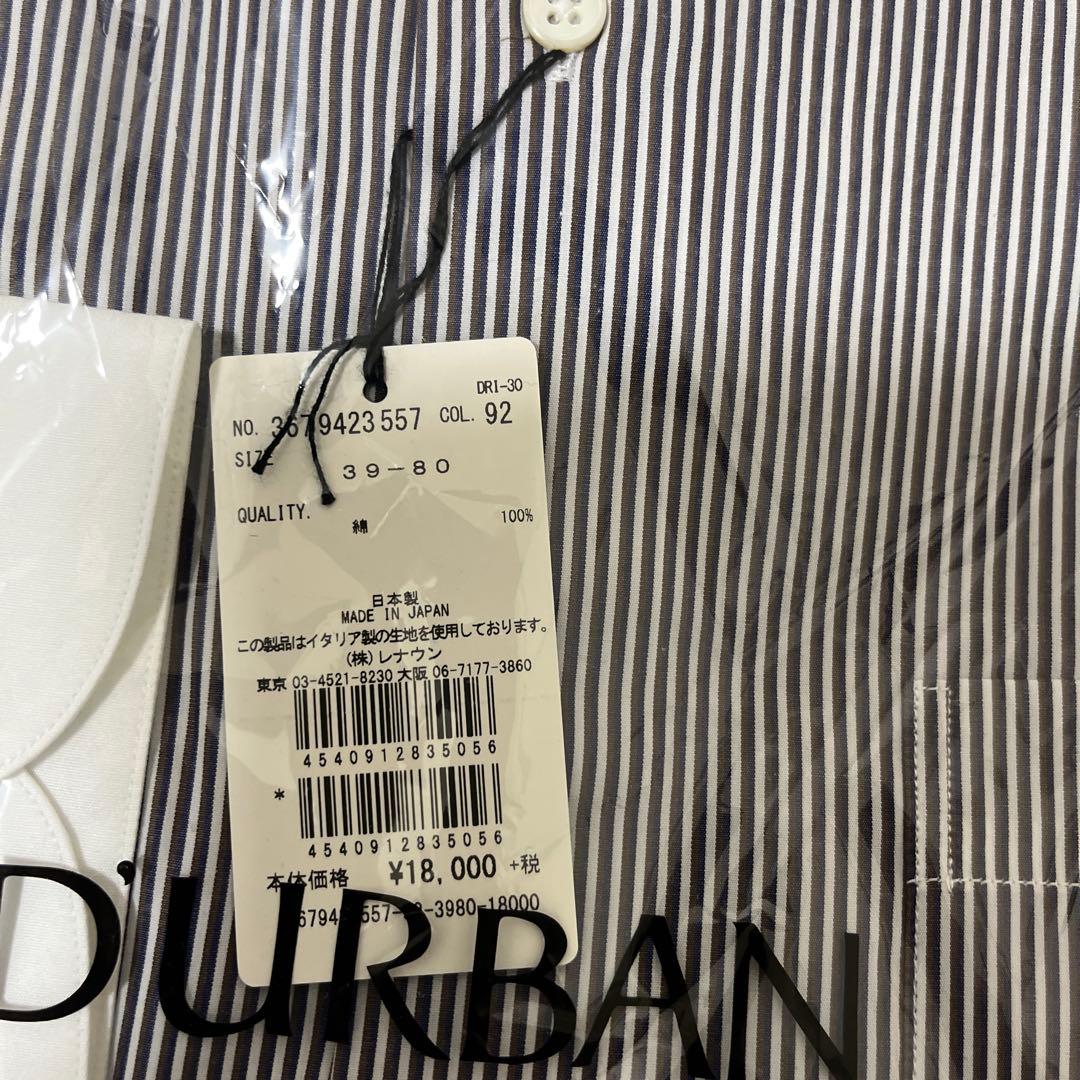 DRI-30
NO. 3679423557 COL. 92
SIZE
39-80
QUALITY.
綿 100%
日本製
MADE IN JAPAN
この製品はイタリア製の生地を使用しております。
(株)レナウン
東京 03-4521-8230 大阪 06-7177-3860
4540912835056
*
4540912835056
本体価格 ¥18,000 +税
D'URBAN